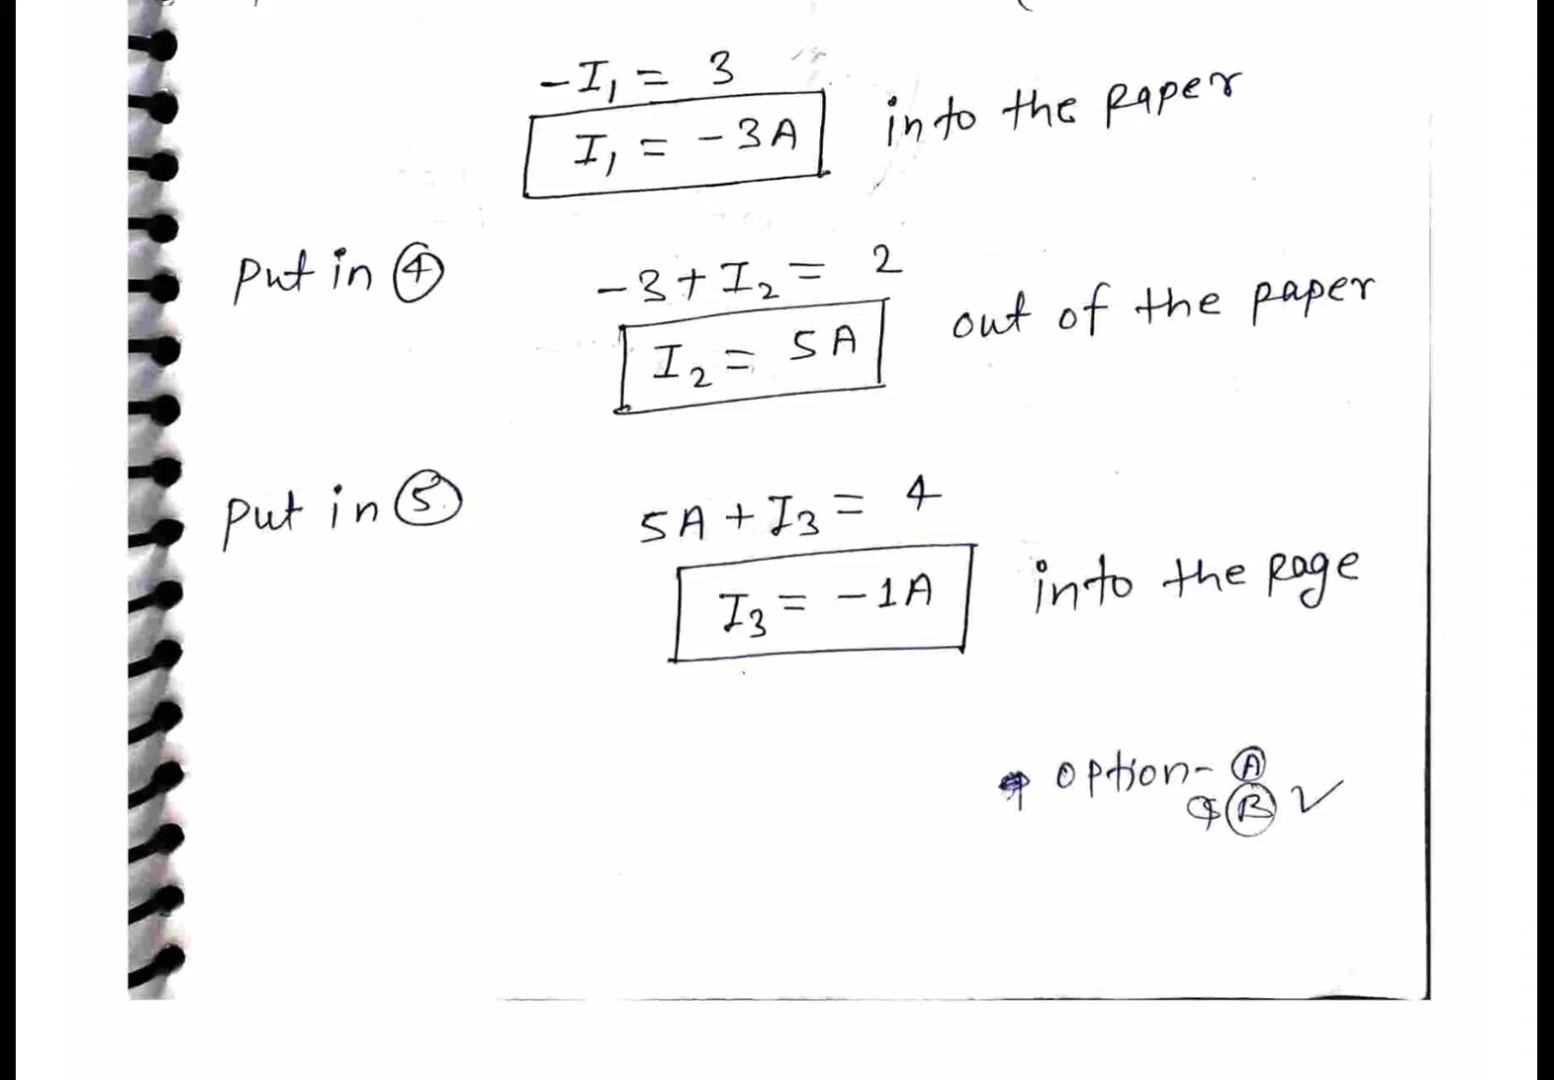 -I₁ = 3
I₁ = -3A into the paper
Put in ④ -3 + I₂ = 2
I₂ = 5A out of the paper
Put in ⑤ 5A + I₃ = 4
I₃ = -1A into the page
option- Ⓐ
& Ⓑ ✓